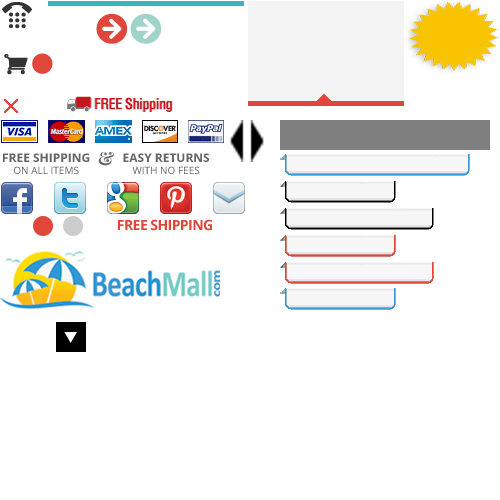 FREE Shipping
VISA
MasterCard
AMEX
DISCOVER
PayPal
FREE SHIPPING & EASY RETURNS
ON ALL ITEMS WITH NO FEES
f
t
g
P
FREE SHIPPING
BeachMall.com